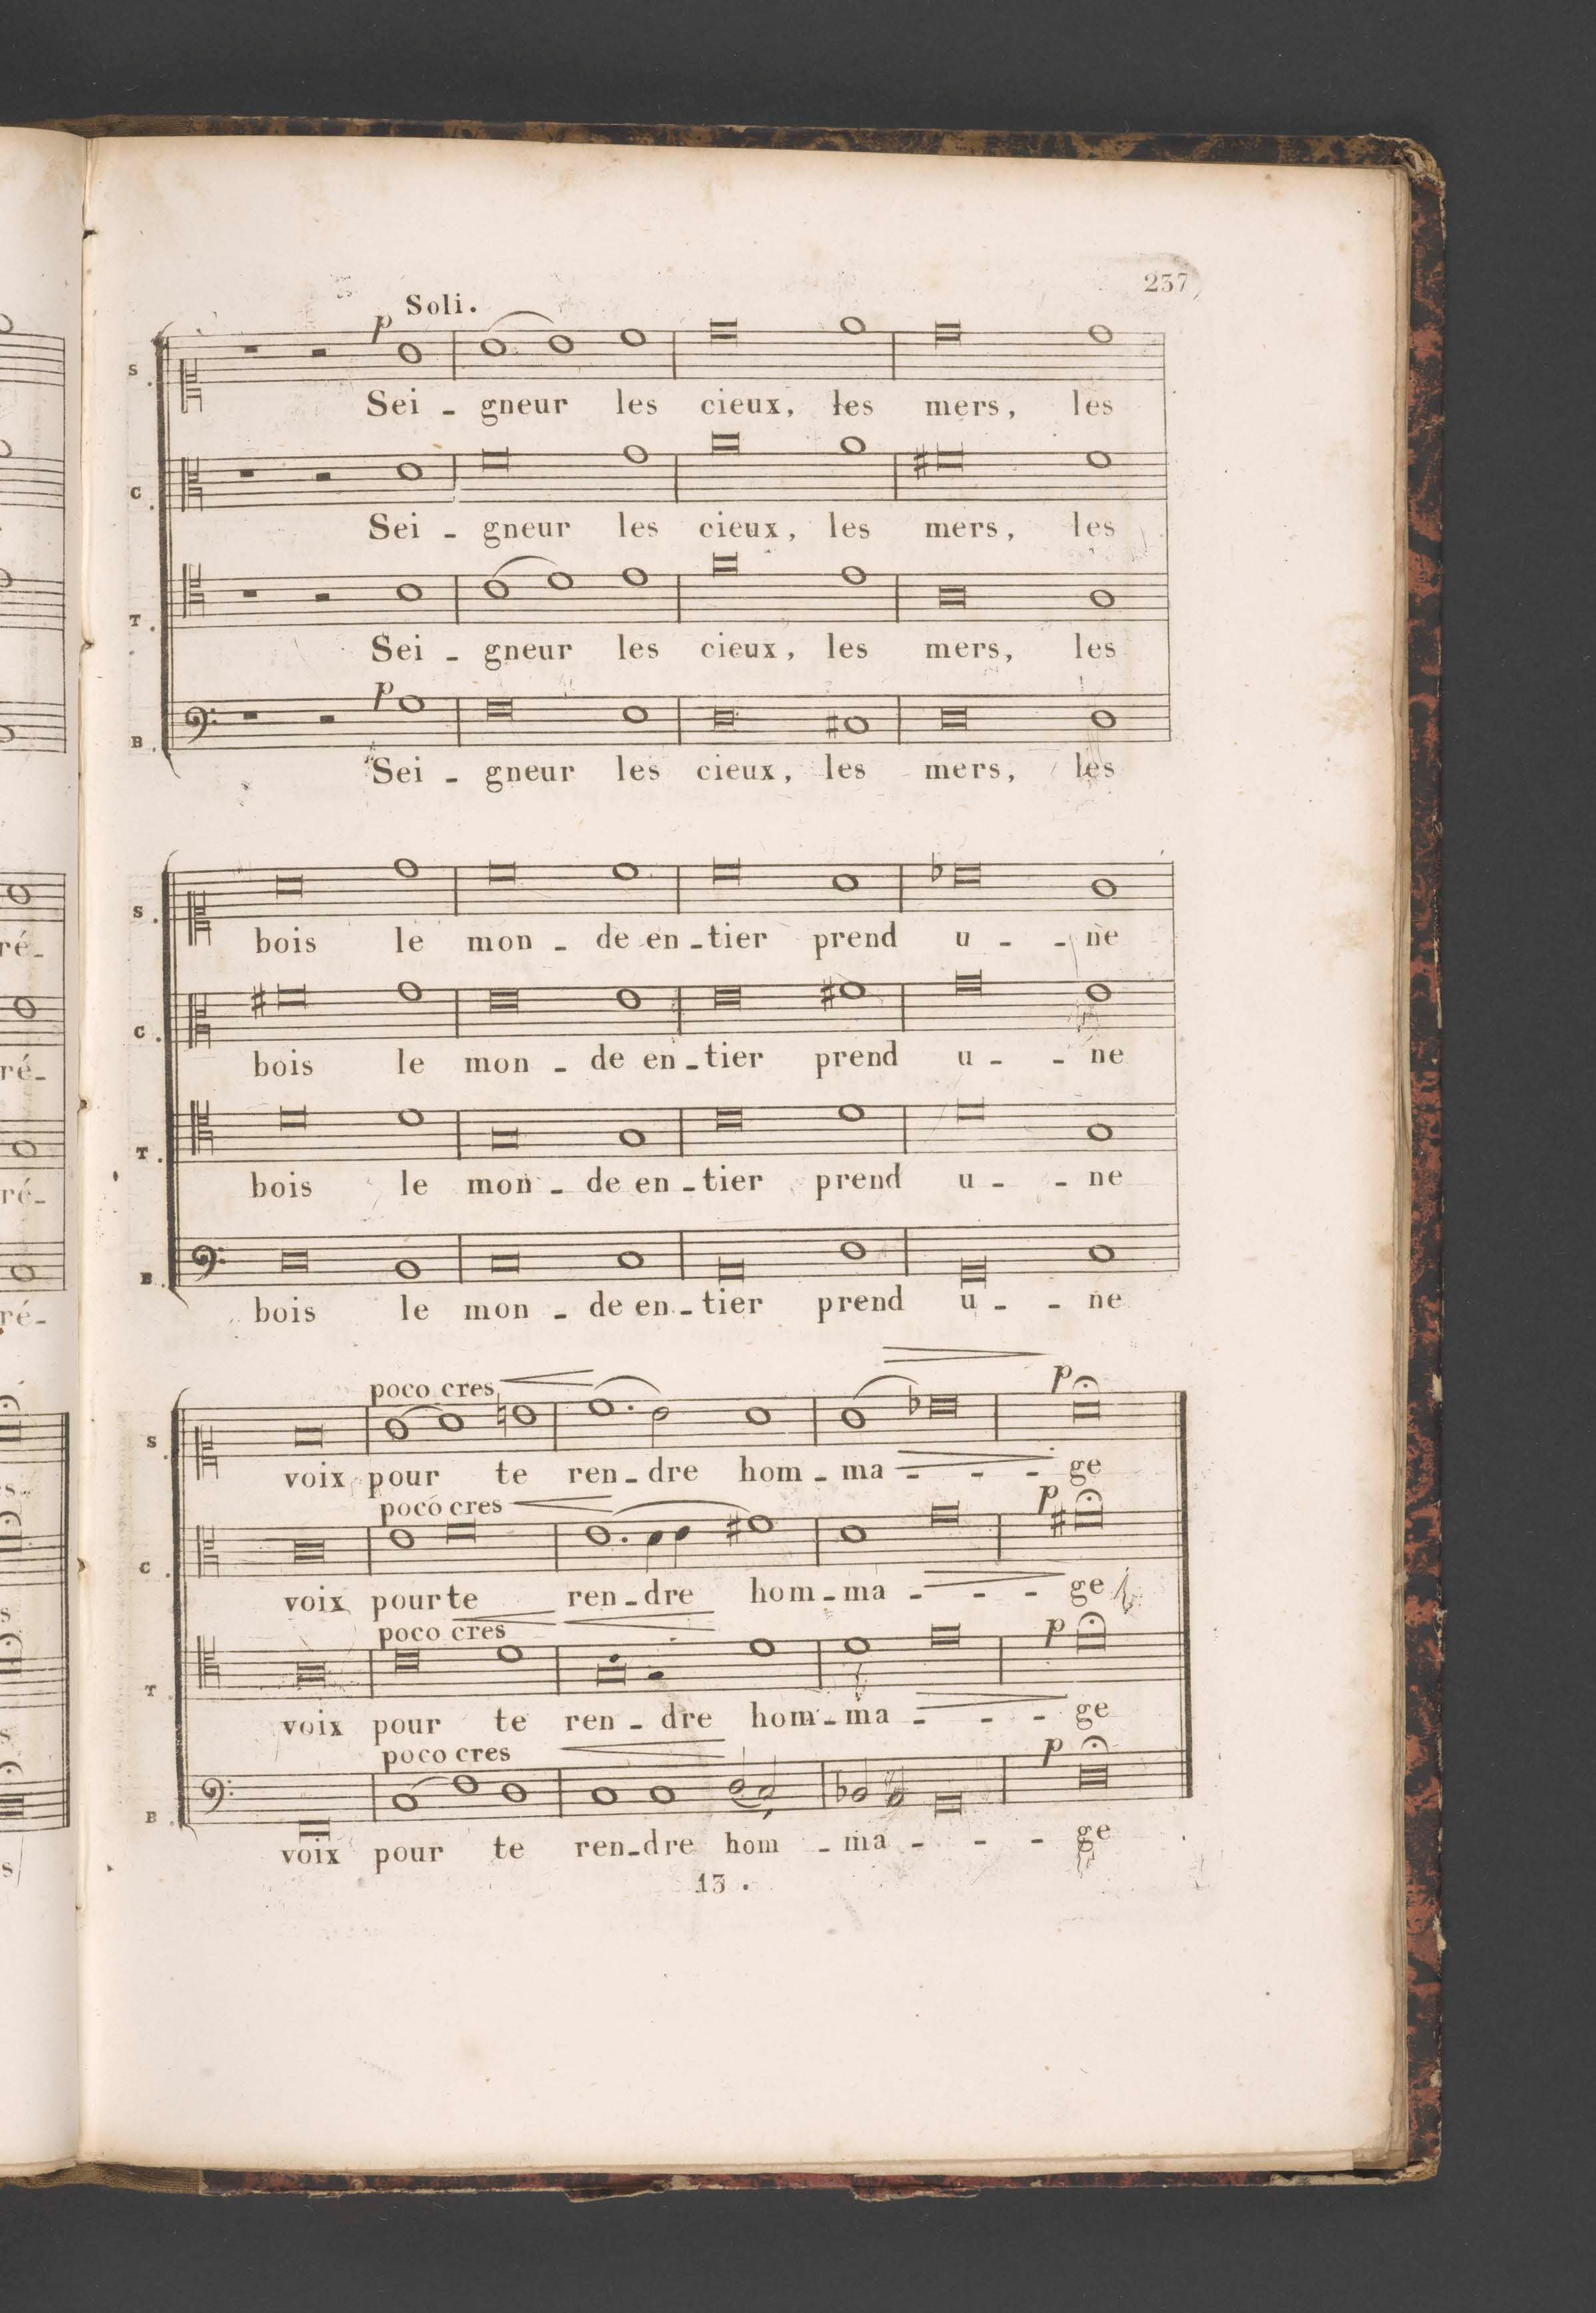 237
Soli.
p
S.
Sei - gneur les cieux, les mers, les
C.
Sei - gneur les cieux, les mers, les
T.
Sei - gneur les cieux, les mers, les
p
B.
Sei - gneur les cieux, les mers, les
ré-
S.
bois le mon - de en - tier prend u - - ne
ré-
C.
bois le mon - de en - tier prend u - - ne
ré-
T.
bois le mon - de en - tier prend u - - ne
ré-
B.
bois le mon - de en - tier prend u - - ne
poco cres p
S.
voix pour te ren - dre hom - ma - - - ge
poco cres p
C.
voix pour te ren - dre hom - ma - - - ge
poco cres p
T.
voix pour te ren - dre hom - ma - - - ge
poco cres p
B.
voix pour te ren - dre hom - ma - - - ge
13.